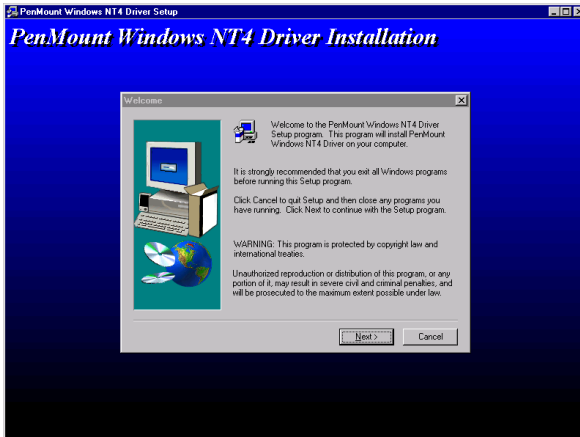 PenMount Windows NT4 Driver Setup
PenMount Windows NT4 Driver Installation
Welcome
Welcome to the PenMount Windows NT4 Driver
Setup program. This program will install PenMount
Windows NT4 Driver on your computer.
It is strongly recommended that you exit all Windows programs
before running this Setup program.
Click Cancel to quit Setup and then close any programs you
have running. Click Next to continue with the Setup program.
WARNING: This program is protected by copyright law and
international treaties.
Unauthorized reproduction or distribution of this program, or any
portion of it, may result in severe civil and criminal penalties, and
will be prosecuted to the maximum extent possible under law.
Next >
Cancel